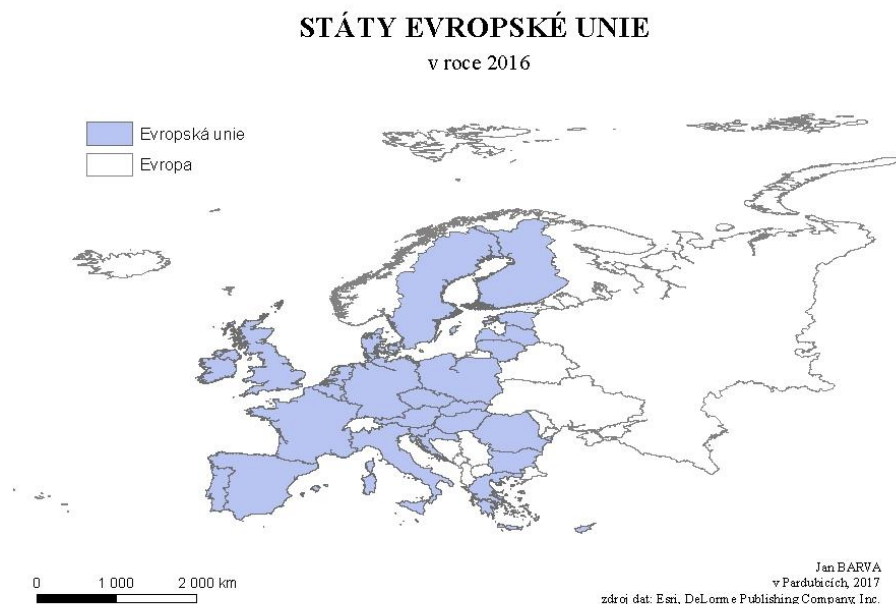 STÁTY EVROPSKÉ UNIE
v roce 2016
Evropská unie
Evropa
0 1 000 2 000 km
Jan BARVA
v Pardubicích, 2017
zdroj dat: Esri, DeLorme Publishing Company, Inc.